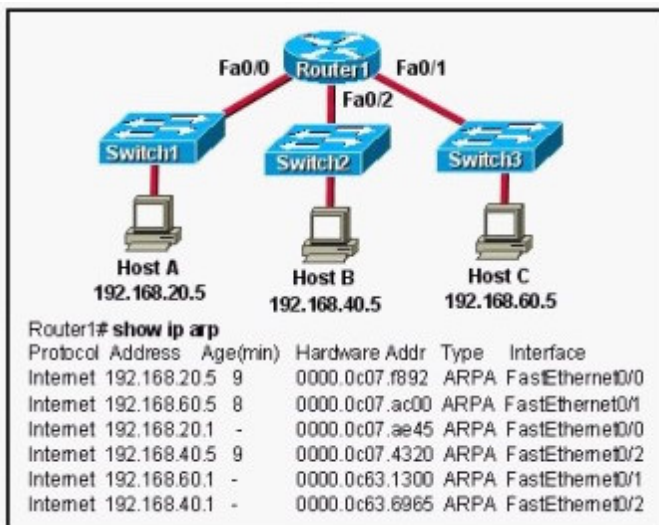 Fa0/0 Router1 Fa0/1
Fa0/2
Switch1 Switch2 Switch3
Host A Host B Host C
192.168.20.5 192.168.40.5 192.168.60.5
Router1# show ip arp
Protocol Address Age(min) Hardware Addr Type Interface
Internet 192.168.20.5 9 0000.0c07.f892 ARPA FastEthernet0/0
Internet 192.168.60.5 8 0000.0c07.ac00 ARPA FastEthernet0/1
Internet 192.168.20.1 - 0000.0c07.ae45 ARPA FastEthernet0/0
Internet 192.168.40.5 9 0000.0c07.4320 ARPA FastEthernet0/2
Internet 192.168.60.1 - 0000.0c63.1300 ARPA FastEthernet0/1
Internet 192.168.40.1 - 0000.0c63.6965 ARPA FastEthernet0/2